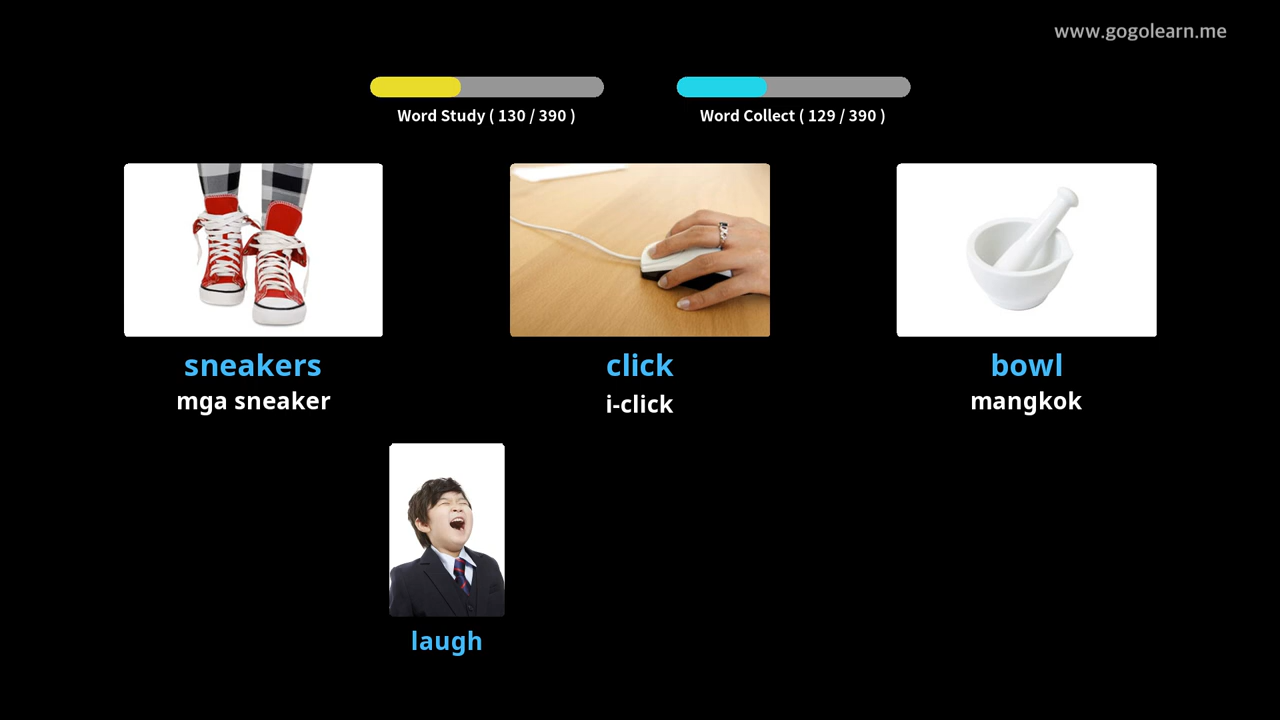 www.gogolearn.me
Word Study ( 130 / 390 )
Word Collect ( 129 / 390 )
sneakers
mga sneaker
click
i-click
bowl
mangkok
laugh